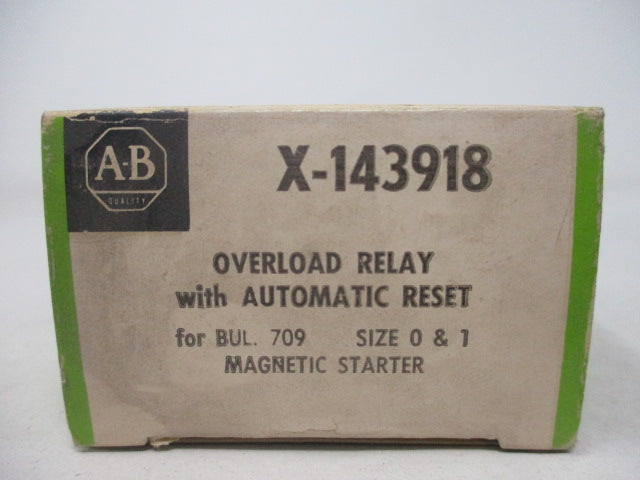 A-B
QUALITY
X-143918
OVERLOAD RELAY
with AUTOMATIC RESET
for BUL. 709 SIZE 0 & 1
MAGNETIC STARTER